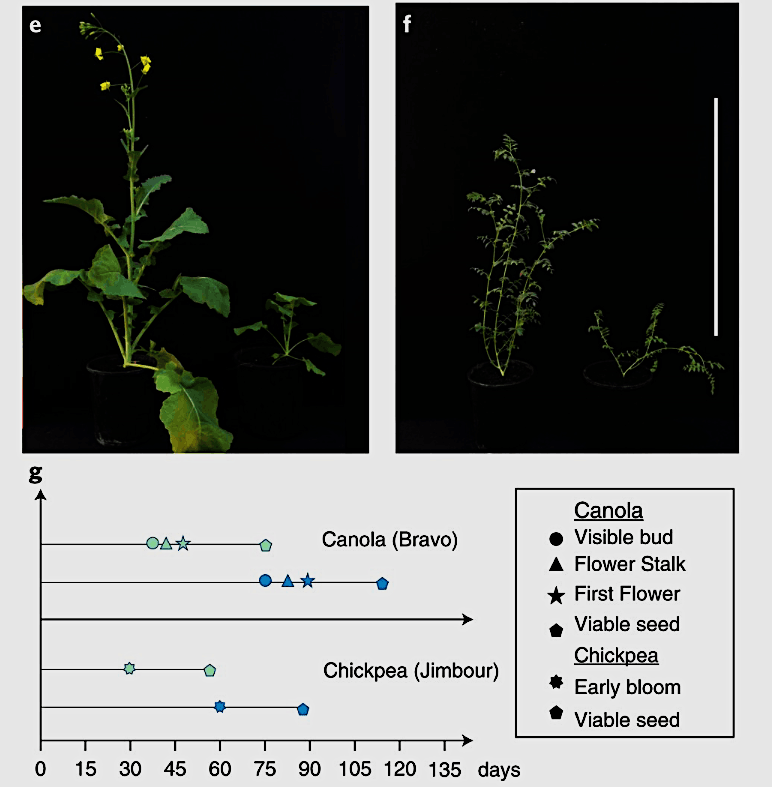 e
f
g
Canola (Bravo)
Chickpea (Jimbour)
0 15 30 45 60 75 90 105 120 135 days
Canola
Visible bud
Flower Stalk
First Flower
Viable seed
Chickpea
Early bloom
Viable seed